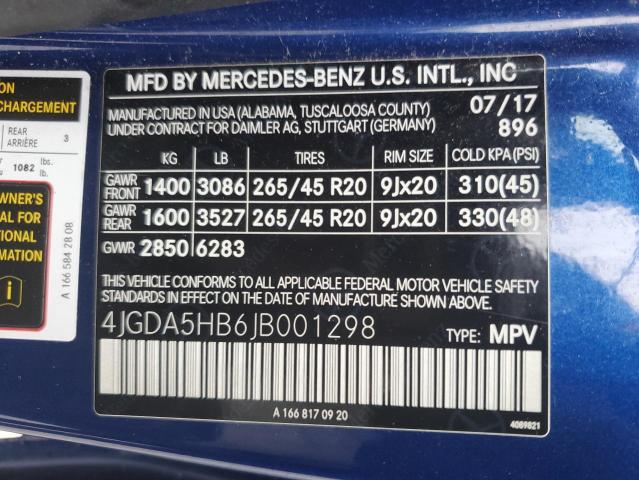 ON
CHARGEMENT
REAR
ARRIÈRE 3
1082 lbs.
lb.
WNER'S
AL FOR
TIONAL
RMATION
A 166 584 28 08
MFD BY MERCEDES-BENZ U.S. INTL., INC
MANUFACTURED IN USA (ALABAMA, TUSCALOOSA COUNTY) 07/17
UNDER CONTRACT FOR DAIMLER AG, STUTTGART (GERMANY) 896
KG LB TIRES RIM SIZE COLD KPA (PSI)
GAWR FRONT 1400 3086 265/45 R20 9Jx20 310(45)
GAWR REAR 1600 3527 265/45 R20 9Jx20 330(48)
GVWR 2850 6283
THIS VEHICLE CONFORMS TO ALL APPLICABLE FEDERAL MOTOR VEHICLE SAFETY
STANDARDS IN EFFECT ON THE DATE OF MANUFACTURE SHOWN ABOVE.
4JGDA5HB6JB001298 TYPE: MPV
A 166 817 09 20
4089821